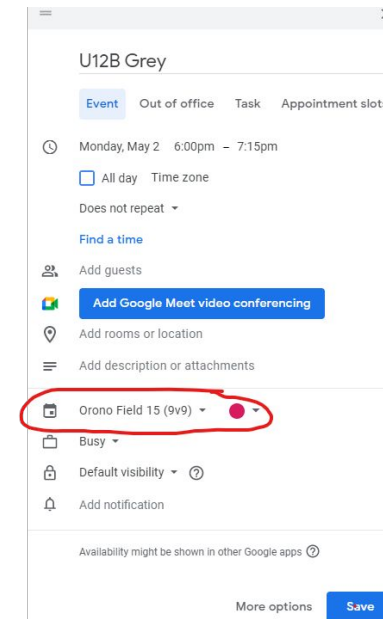 U12B Grey
Event Out of office Task Appointment slots
Monday, May 2 6:00pm – 7:15pm
All day Time zone
Does not repeat
Find a time
Add guests
Add Google Meet video conferencing
Add rooms or location
Add description or attachments
Orono Field 15 (9v9)
Busy
Default visibility
Add notification
Availability might be shown in other Google apps
More options Save